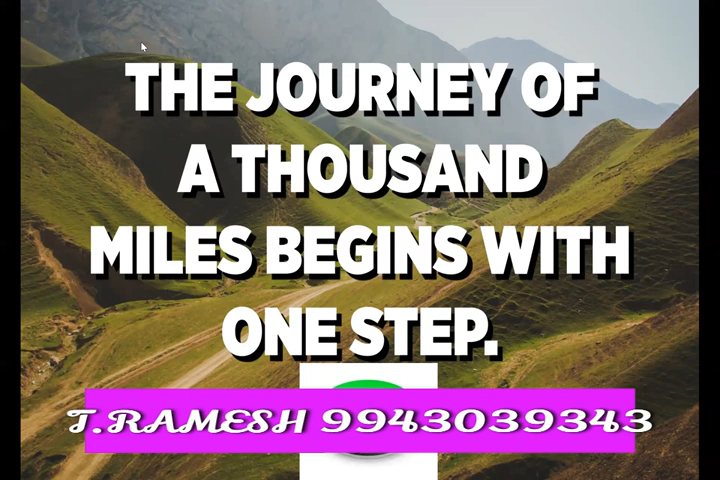 THE JOURNEY OF
A THOUSAND
MILES BEGINS WITH
ONE STEP.
T.RAMESH 9943039343